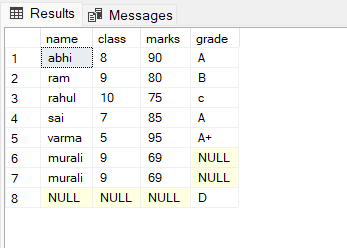 Results Messages
name class marks grade
1 abhi 8 90 A
2 ram 9 80 B
3 rahul 10 75 c
4 sai 7 85 A
5 varma 5 95 A+
6 murali 9 69 NULL
7 murali 9 69 NULL
8 NULL NULL NULL D